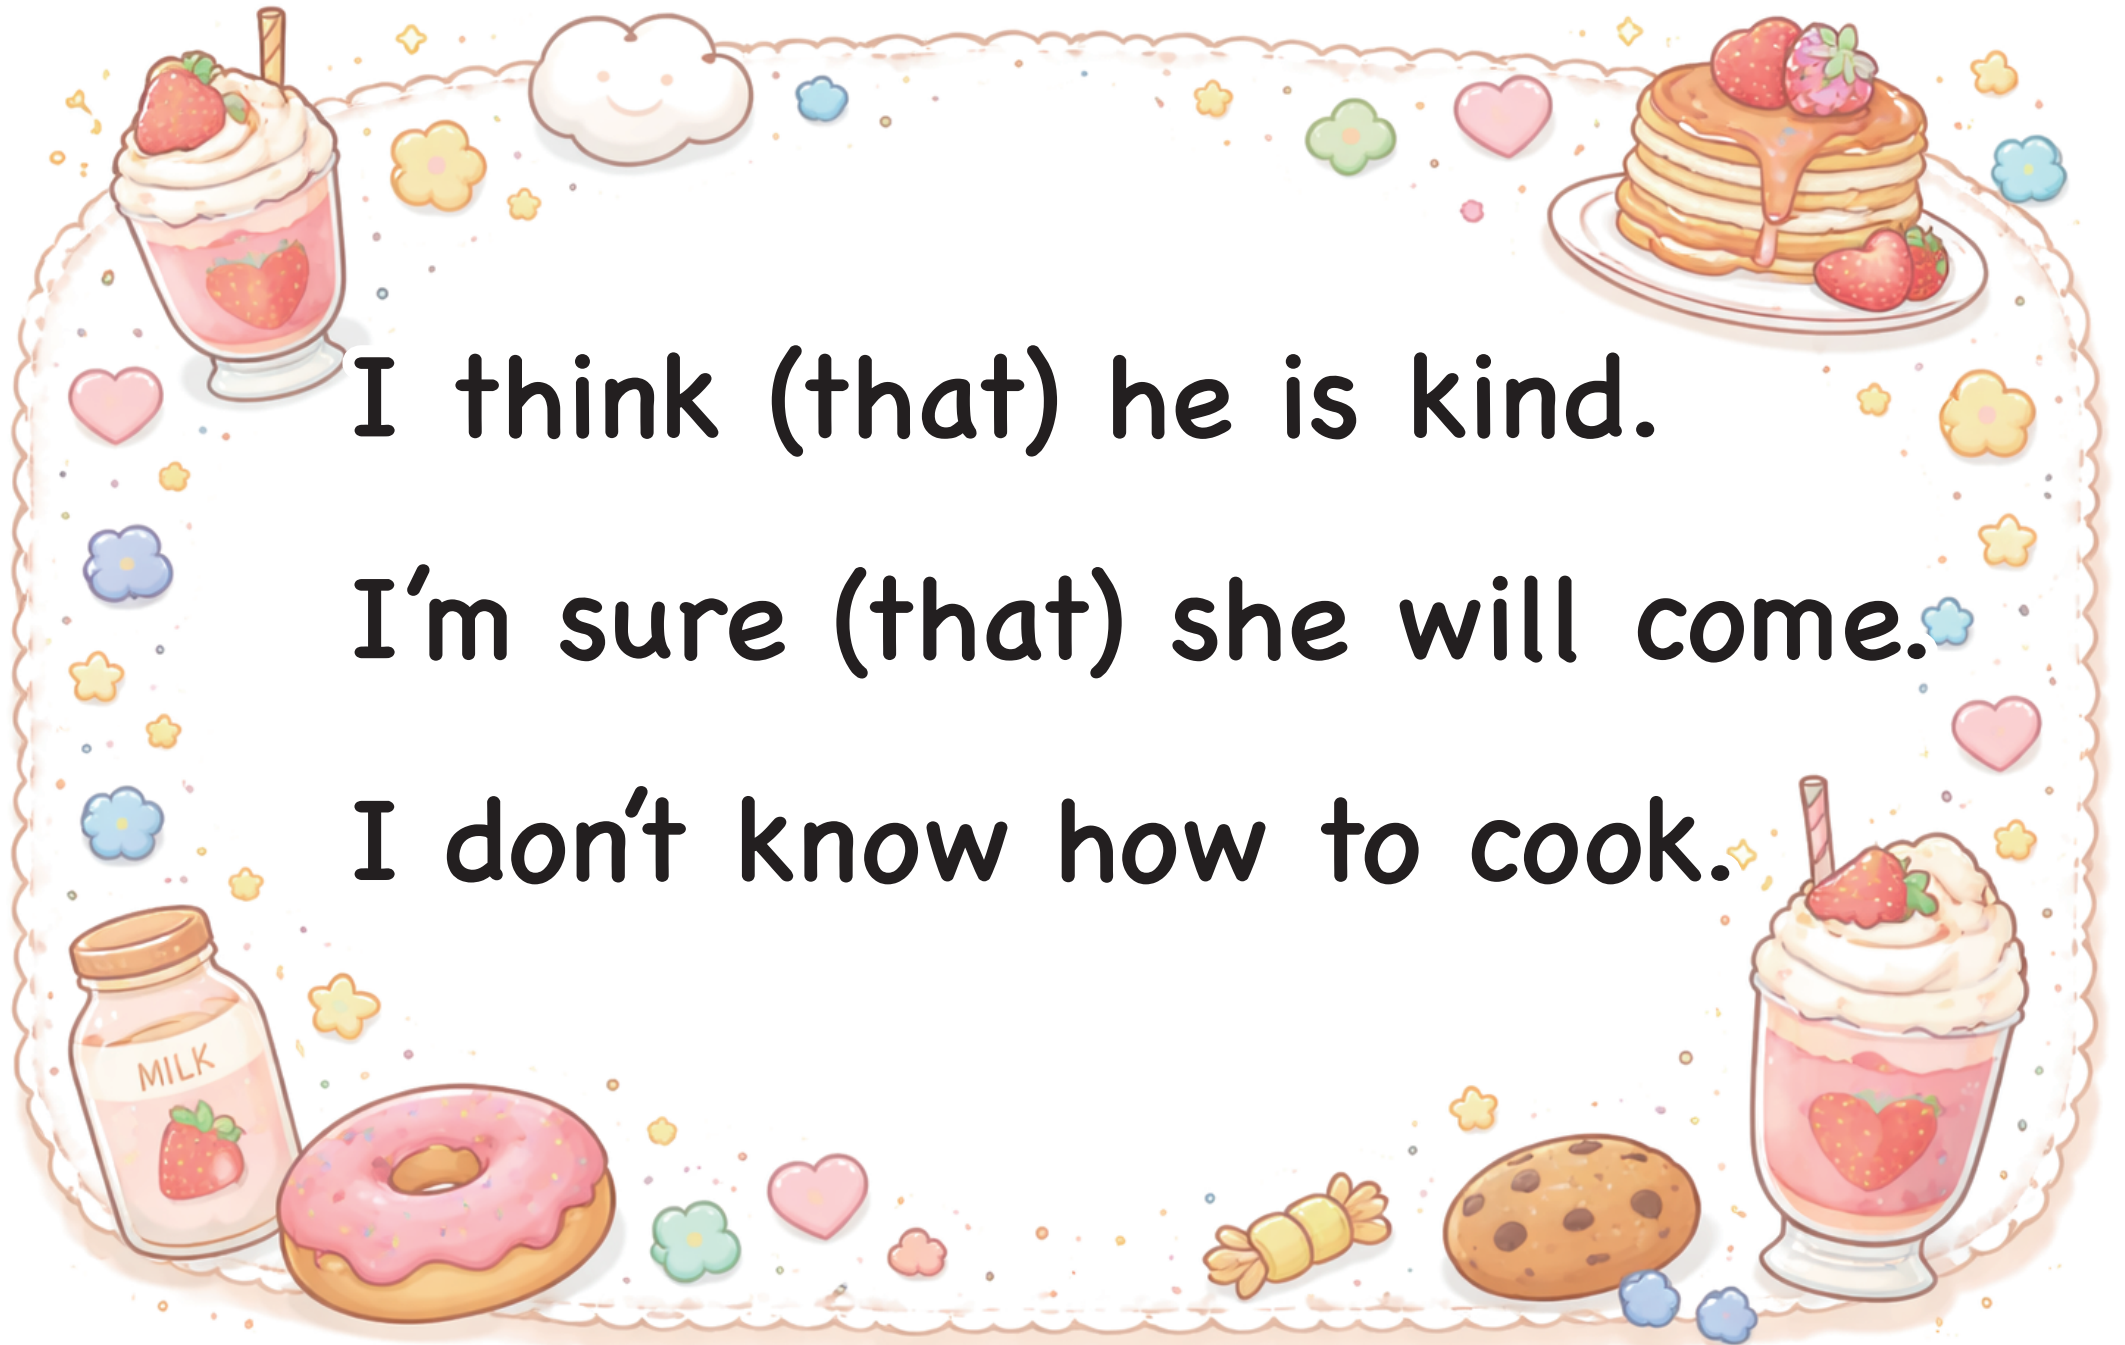 I think (that) he is kind.
I'm sure (that) she will come.
I don't know how to cook.
MILK